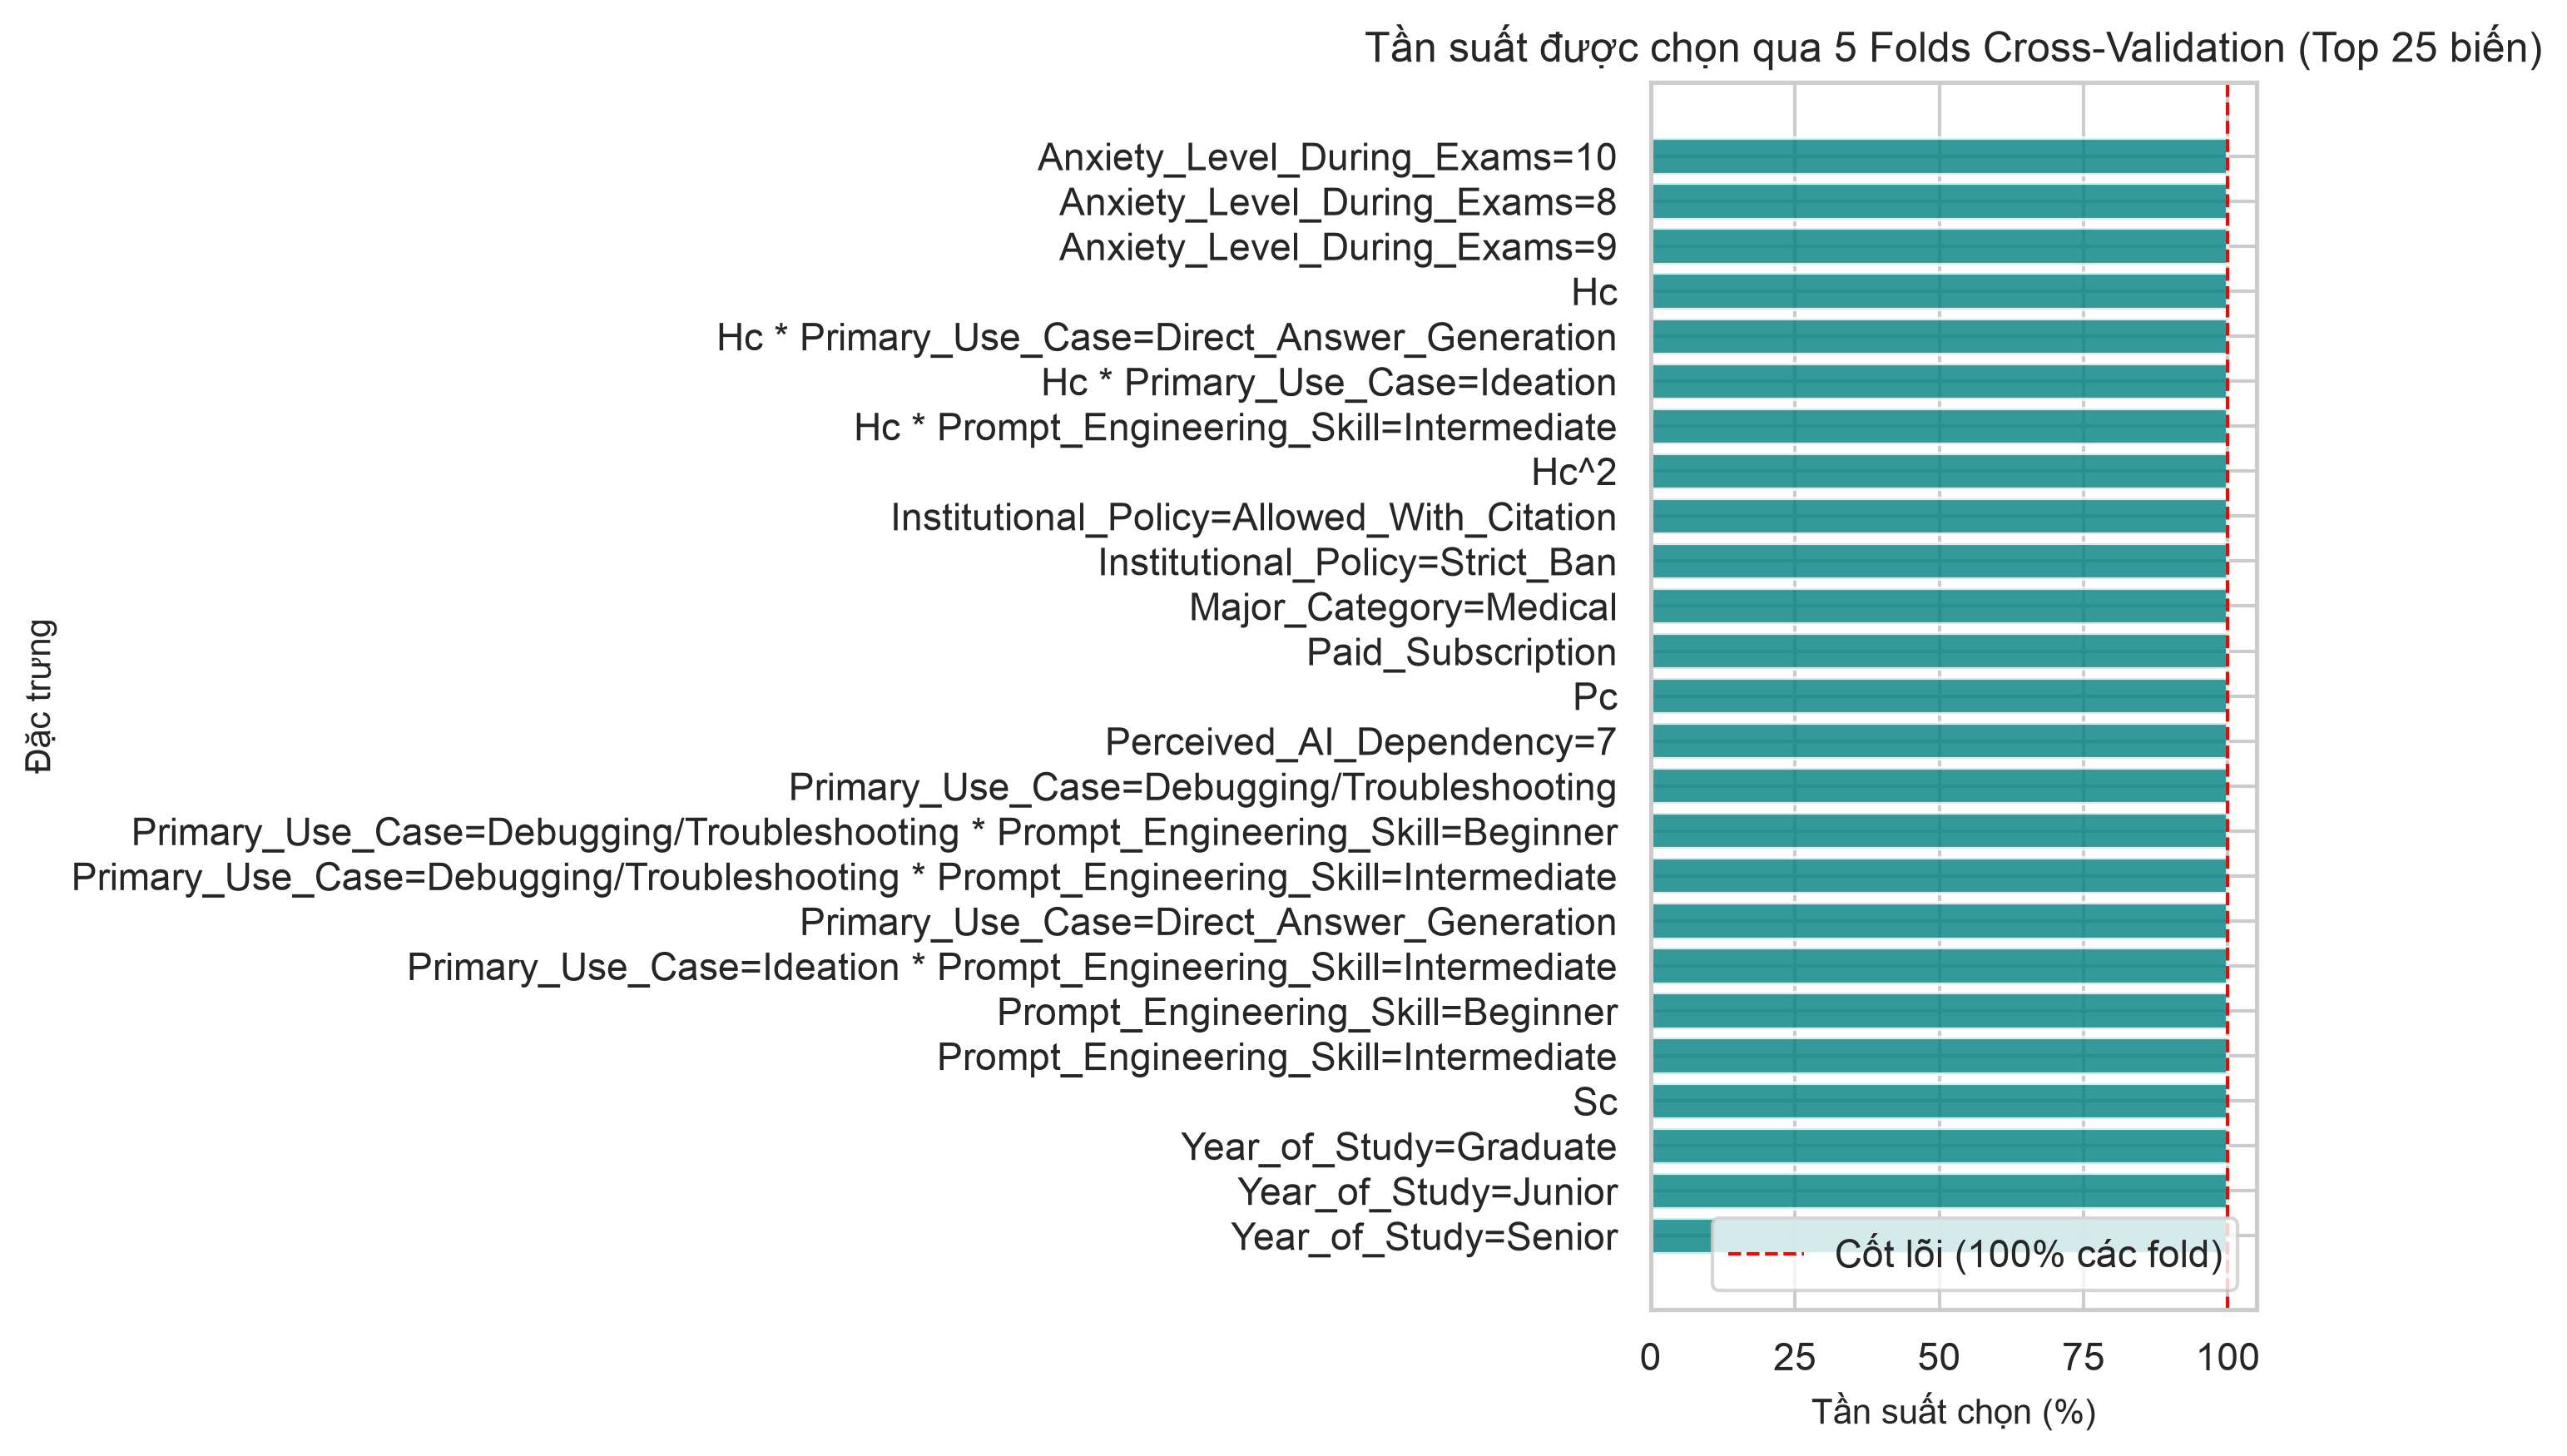 Tần suất được chọn qua 5 Folds Cross-Validation (Top 25 biến)
Đặc trưng
Anxiety_Level_During_Exams=10
Anxiety_Level_During_Exams=8
Anxiety_Level_During_Exams=9
Hc
Hc * Primary_Use_Case=Direct_Answer_Generation
Hc * Primary_Use_Case=Ideation
Hc * Prompt_Engineering_Skill=Intermediate
Hc^2
Institutional_Policy=Allowed_With_Citation
Institutional_Policy=Strict_Ban
Major_Category=Medical
Paid_Subscription
Pc
Perceived_AI_Dependency=7
Primary_Use_Case=Debugging/Troubleshooting
Primary_Use_Case=Debugging/Troubleshooting * Prompt_Engineering_Skill=Beginner
Primary_Use_Case=Debugging/Troubleshooting * Prompt_Engineering_Skill=Intermediate
Primary_Use_Case=Direct_Answer_Generation
Primary_Use_Case=Ideation * Prompt_Engineering_Skill=Intermediate
Prompt_Engineering_Skill=Beginner
Prompt_Engineering_Skill=Intermediate
Sc
Year_of_Study=Graduate
Year_of_Study=Junior
Year_of_Study=Senior
Cốt lõi (100% các fold)
0 25 50 75 100
Tần suất chọn (%)